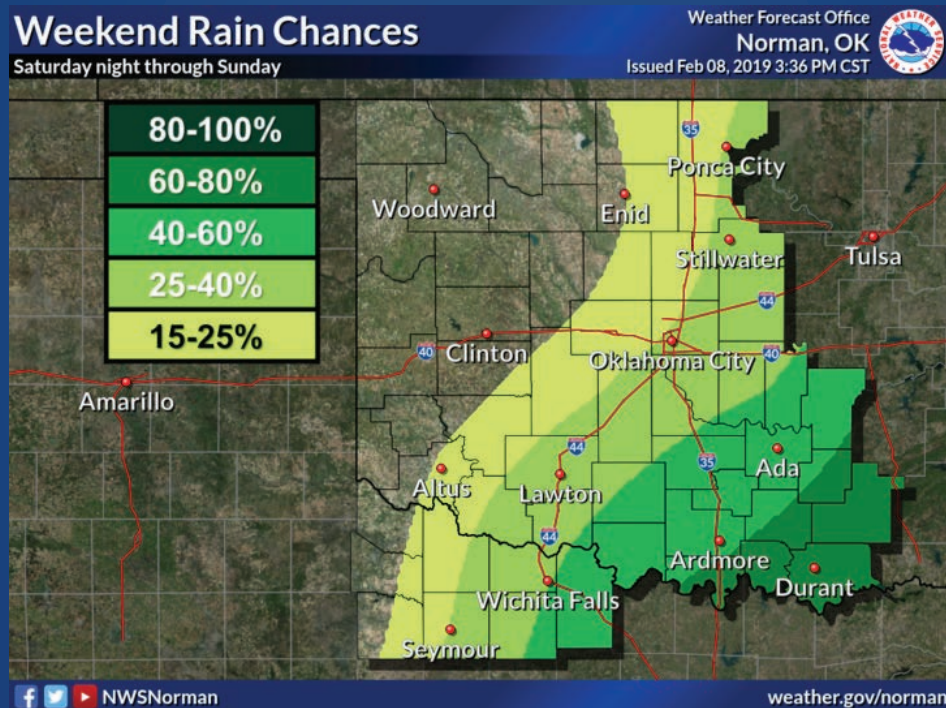 Weekend Rain Chances
Saturday night through Sunday
Weather Forecast Office
Norman, OK
Issued Feb 08, 2019 3:36 PM CST
NATIONAL WEATHER SERVICE
80-100%
60-80%
40-60%
25-40%
15-25%
35
Ponca City
Woodward
Enid
Stillwater
Tulsa
44
Clinton
40
Oklahoma City
40
Amarillo
44
35
Ada
Altus
Lawton
44
Ardmore
Durant
Wichita Falls
Seymour
NWSNorman
weather.gov/norman